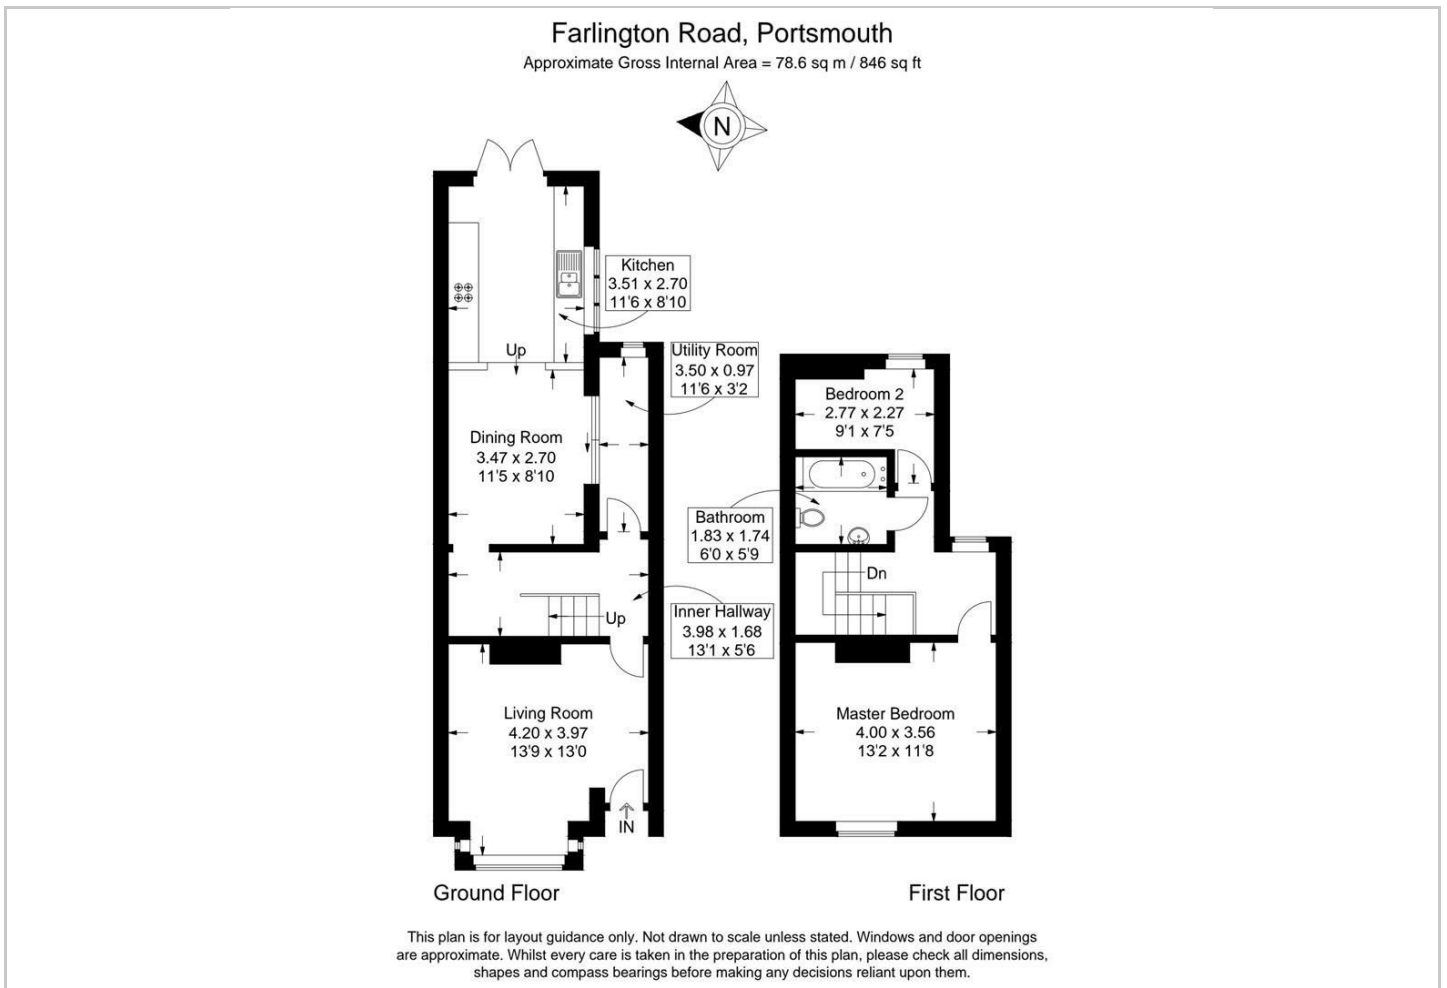 Farlington Road, Portsmouth
Approximate Gross Internal Area = 78.6 sq m / 846 sq ft
N
Kitchen
3.51 x 2.70
11'6 x 8'10
Up
Utility Room
3.50 x 0.97
11'6 x 3'2
Dining Room
3.47 x 2.70
11'5 x 8'10
Bedroom 2
2.77 x 2.27
9'1 x 7'5
Bathroom
1.83 x 1.74
6'0 x 5'9
Dn
Up
Inner Hallway
3.98 x 1.68
13'1 x 5'6
Living Room
4.20 x 3.97
13'9 x 13'0
Master Bedroom
4.00 x 3.56
13'2 x 11'8
IN
Ground Floor
First Floor
This plan is for layout guidance only. Not drawn to scale unless stated. Windows and door openings
are approximate. Whilst every care is taken in the preparation of this plan, please check all dimensions,
shapes and compass bearings before making any decisions reliant upon them.